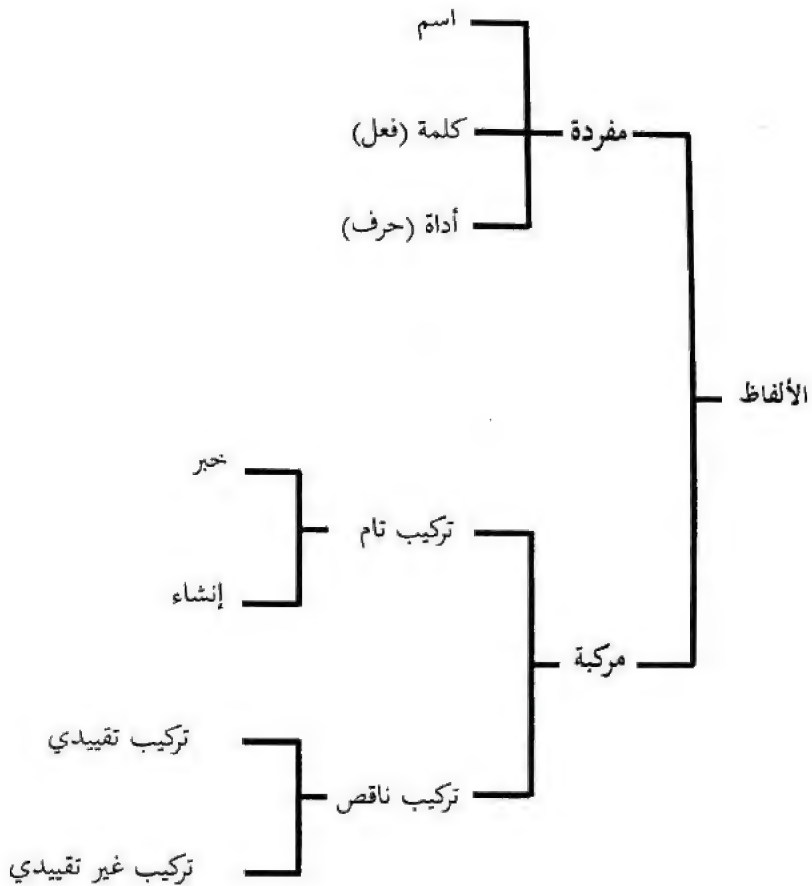 اسم
كلمة (فعل)
مفردة
أداة (حرف)
الألفاظ
خبر
تركيب تام
إنشاء
مركبة
تركيب تقييدي
تركيب ناقص
تركيب غير تقييدي